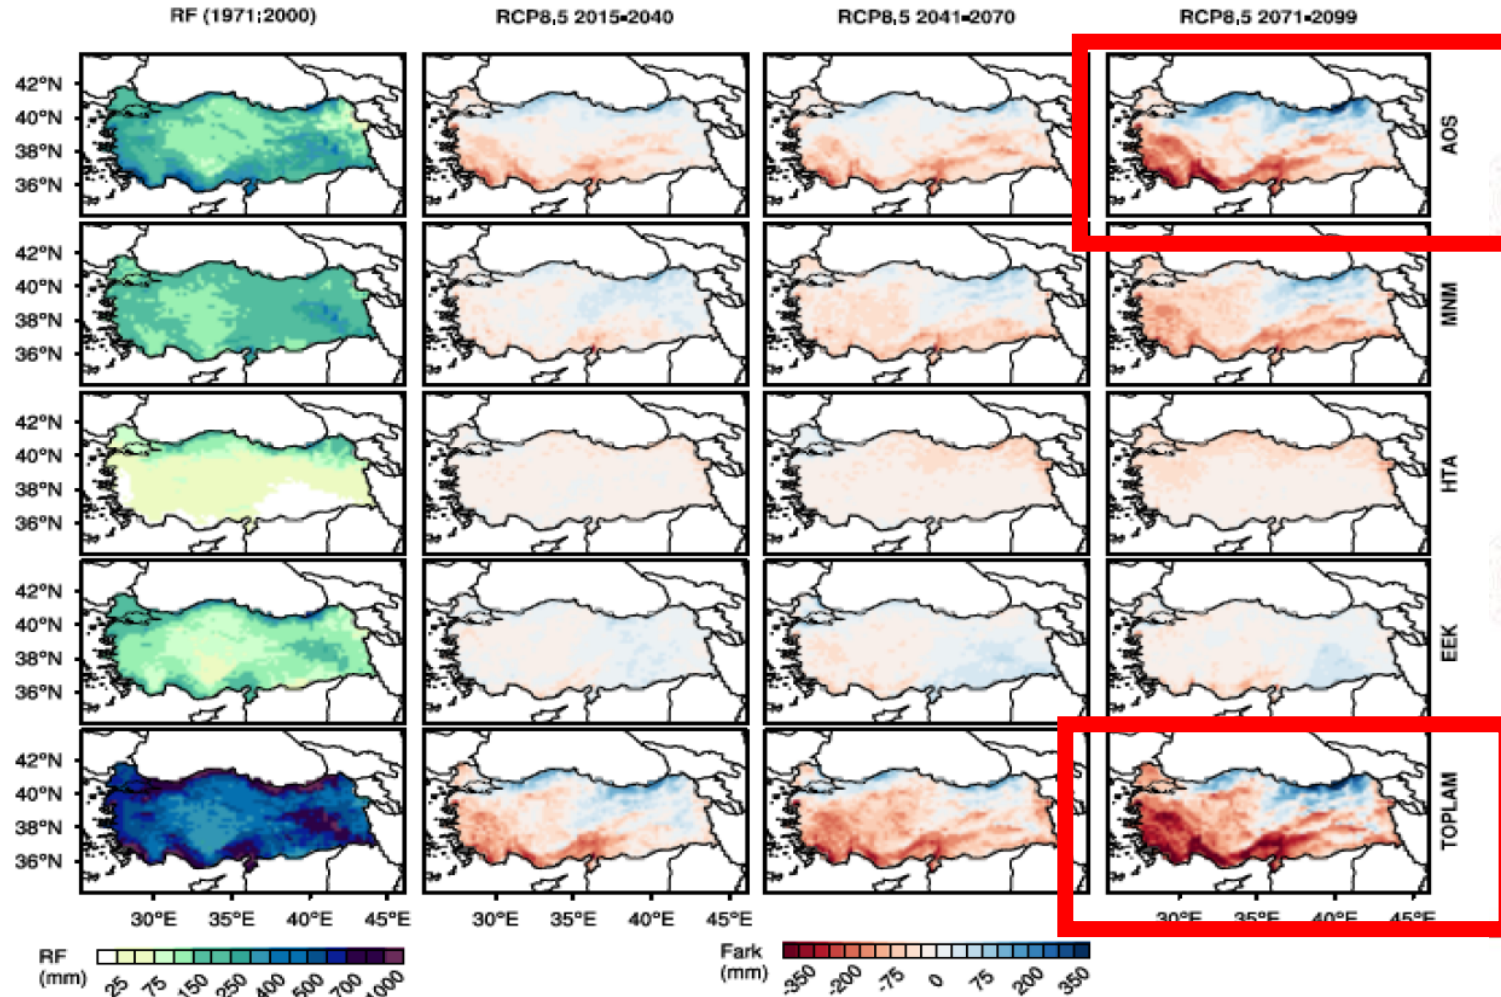 RF (1971:2000) RCP8,5 2015-2040 RCP8,5 2041-2070 RCP8,5 2071-2099
42°N
40°N
38°N
36°N
AOS
42°N
40°N
38°N
36°N
MNM
42°N
40°N
38°N
36°N
HTA
42°N
40°N
38°N
36°N
EEK
42°N
40°N
38°N
36°N
TOPLAM
30°E 35°E 40°E 45°E 30°E 35°E 40°E 45°E 30°E 35°E 40°E 45°E 30°E 35°E 40°E 45°E
RF
(mm)
25 75 150 250 400 500 700 1000
Fark
(mm)
-350 -200 -75 0 75 200 350